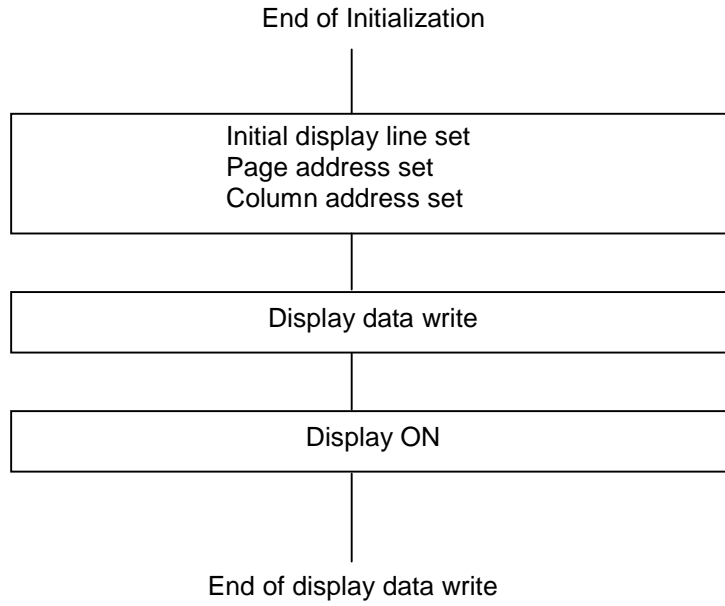 End of Initialization
Initial display line set
Page address set
Column address set
Display data write
Display ON
End of display data write